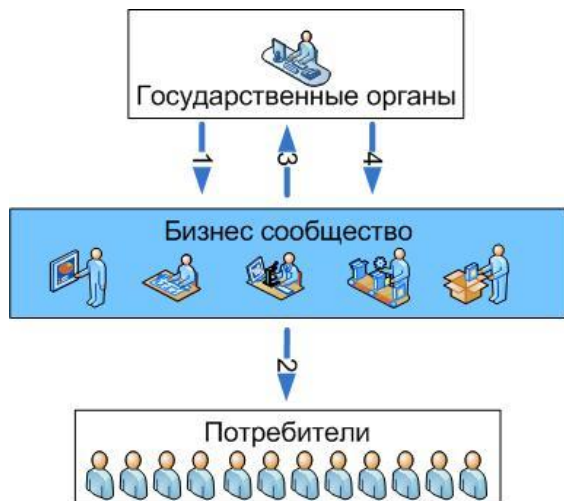 Государственные органы
1 3 4
Бизнес сообщество
2
Потребители